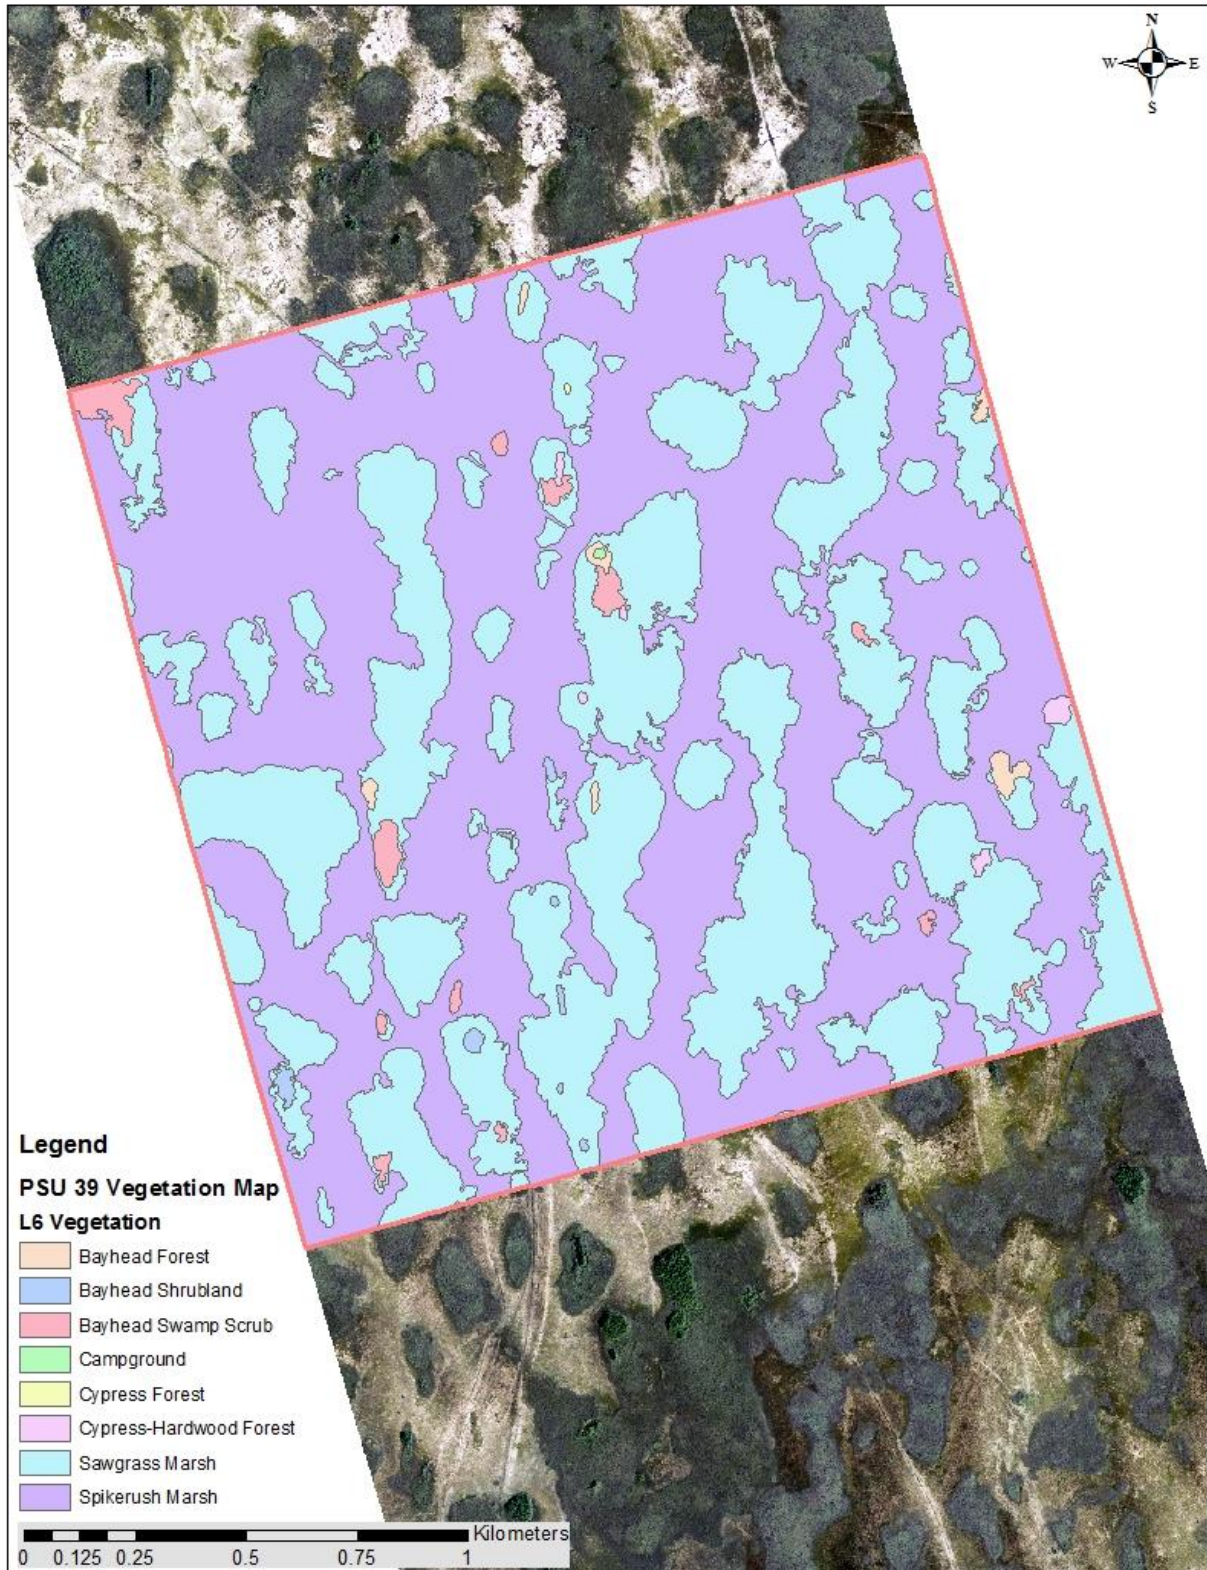 N
W E
S
Legend
PSU 39 Vegetation Map
L6 Vegetation
Bayhead Forest
Bayhead Shrubland
Bayhead Swamp Scrub
Campground
Cypress Forest
Cypress-Hardwood Forest
Sawgrass Marsh
Spikerush Marsh
Kilometers
0 0.125 0.25 0.5 0.75 1